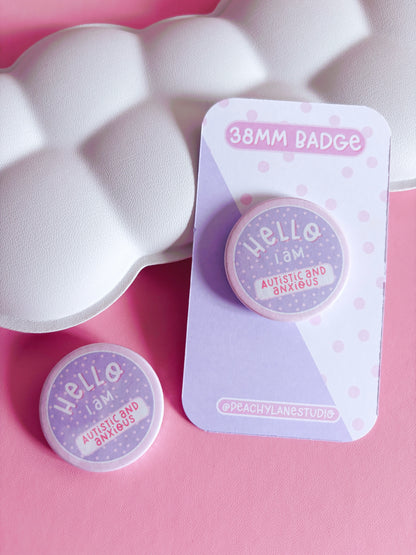 38MM BADGE
HELLO
I AM
AUTISTIC AND
ANXIOUS
@PEACHYLANESTUDIO
HELLO
I AM
AUTISTIC AND
ANXIOUS